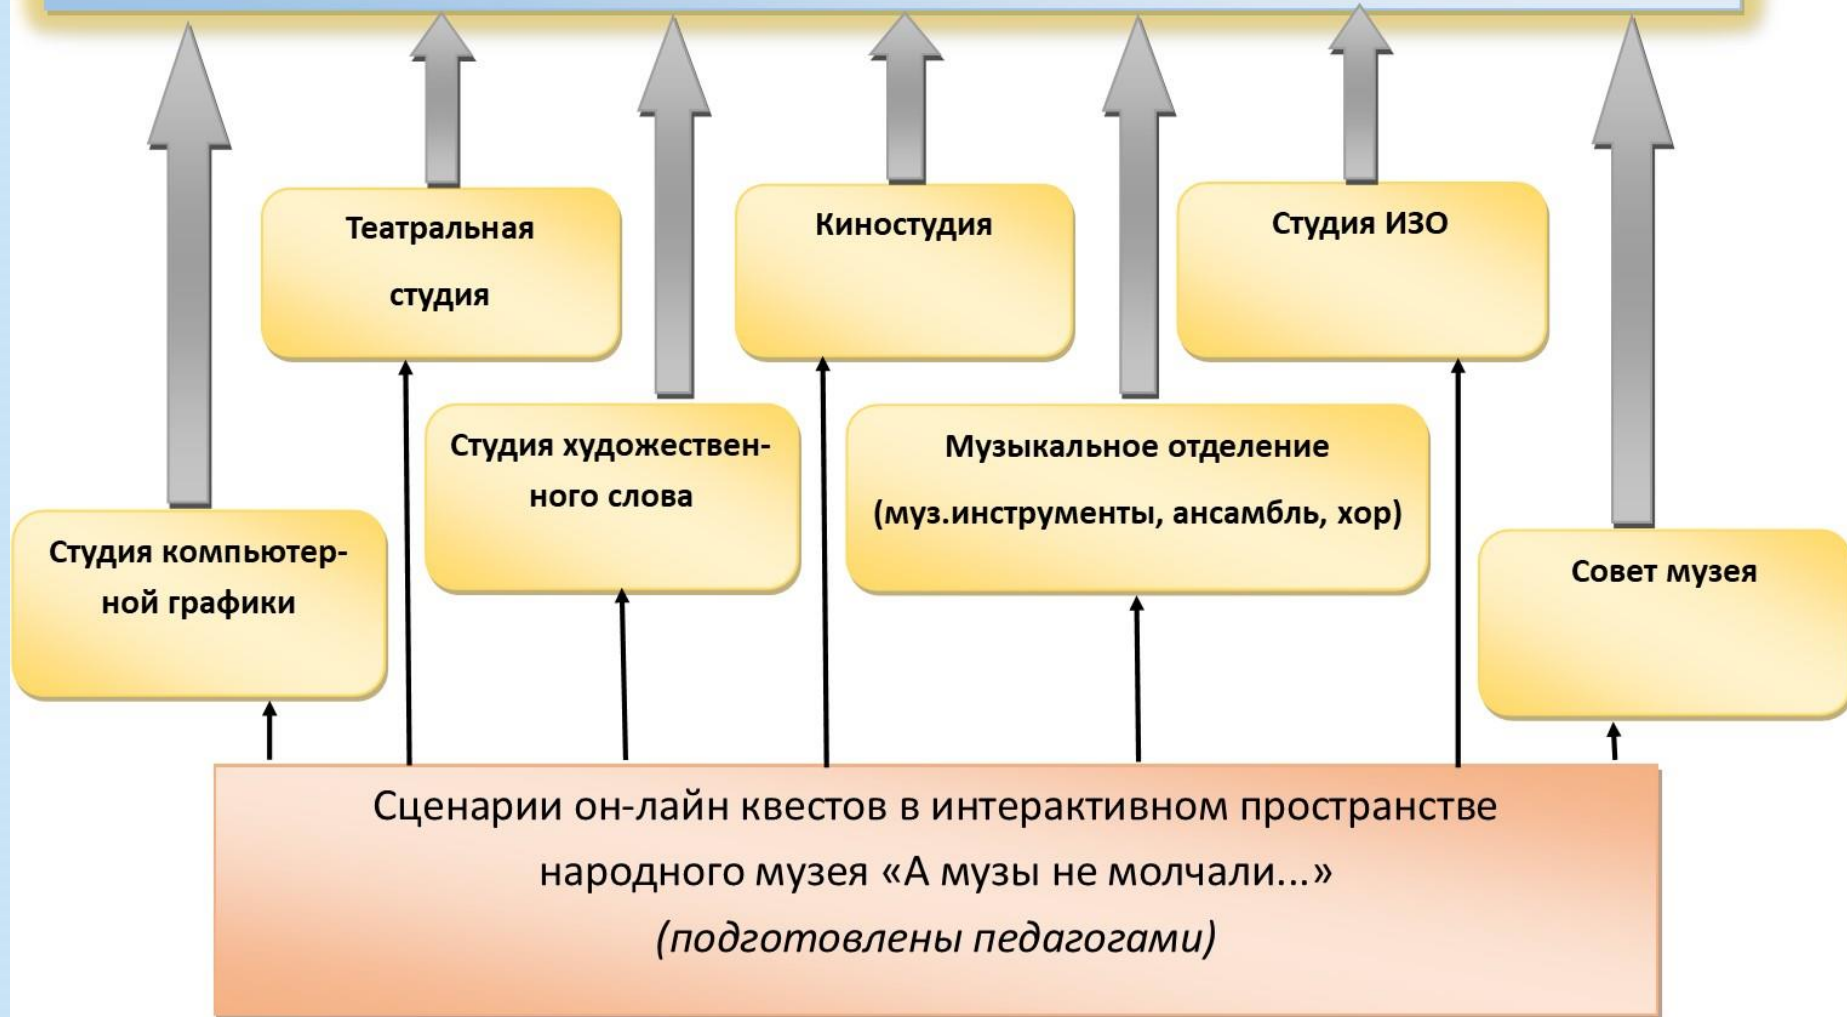 Театральная
студия
Киностудия
Студия ИЗО
Студия художествен-
ного слова
Музыкальное отделение
(муз.инструменты, ансамбль, хор)
Студия компьютер-
ной графики
Совет музея
Сценарии он-лайн квестов в интерактивном пространстве
народного музея «А музы не молчали...»
(подготовлены педагогами)